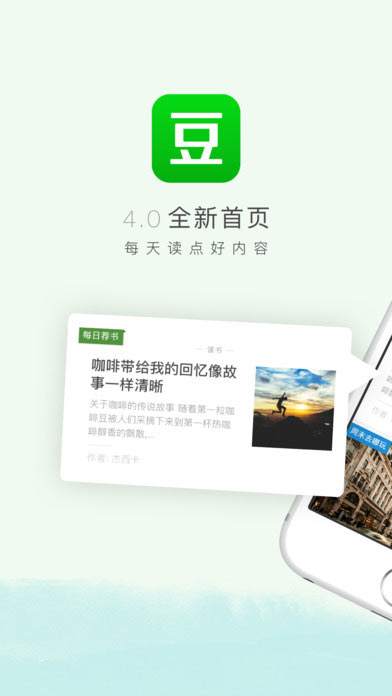 豆
4.0 全新首页
每天读点好内容
每日荐书
读书
咖啡带给我的回忆像故
事一样清晰
关于咖啡的传说故事 随着第一粒咖
啡豆被人们采摘下来到第一杯热咖
啡醇香的飘散,...
作者: 杰西卡
作者
周末去哪玩